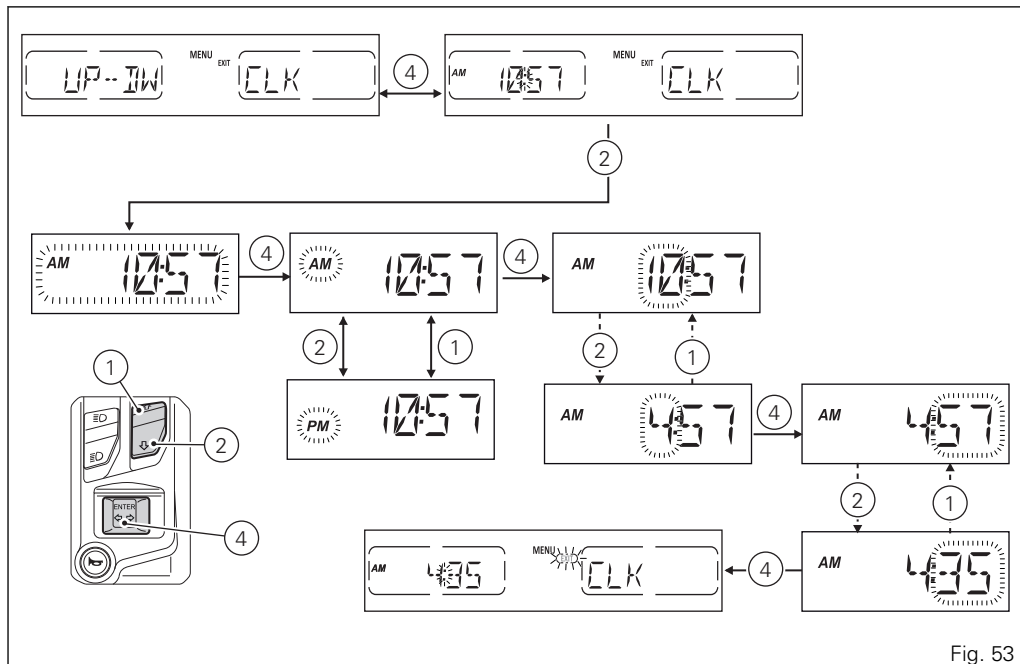 UP--DW MENU EXIT CLK
4
AM 10:57 MENU EXIT CLK
2
AM 10:57
4
AM 10:57
4
AM 10:57
2
1
2
1
PM 10:57
AM 4:57
4
AM 4:57
1
2
ENTER
4
2
1
AM 4:35 MENU EXIT CLK
4
AM 4:35
Fig. 53